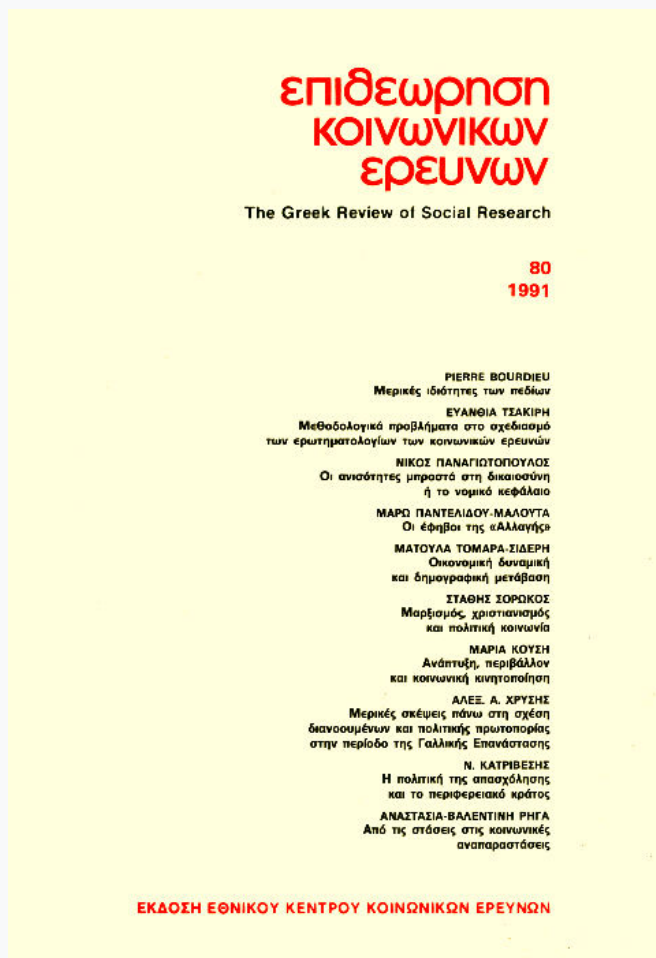 επιθεωρηση
κοινωνικων
ερευνων
The Greek Review of Social Research
80
1991
PIERRE BOURDIEU
Μερικές ιδιότητες των πεδίων
ΕΥΑΝΘΙΑ ΤΣΑΚΙΡΗ
Μεθοδολογικά προβλήματα στο σχεδιασμό
των ερωτηματολογίων των κοινωνικών ερευνών
ΝΙΚΟΣ ΠΑΝΑΓΙΩΤΟΠΟΥΛΟΣ
Οι ανισότητες μπροστά στη δικαιοσύνη
ή το νομικό κεφάλαιο
ΜΑΡΩ ΠΑΝΤΕΛΙΔΟΥ-ΜΑΛΟΥΤΑ
Οι έφηβοι της «Αλλαγής»
ΜΑΤΟΥΛΑ ΤΟΜΑΡΑ-ΣΙΔΕΡΗ
Οικονομική δυναμική
και δημογραφική μετάβαση
ΣΤΑΘΗΣ ΣΟΡΩΚΟΣ
Μαρξισμός, χριστιανισμός
και πολιτική κοινωνία
ΜΑΡΙΑ ΚΟΥΣΗ
Ανάπτυξη, περιβάλλον
και κοινωνική κινητοποίηση
ΑΛΕΞ. Α. ΧΡΥΣΗΣ
Μερικές σκέψεις πάνω στη σχέση
διανοουμένων και πολιτικής πρωτοπορίας
στην περίοδο της Γαλλικής Επανάστασης
Ν. ΚΑΤΡΙΒΕΣΗΣ
Η πολιτική της απασχόλησης
και το περιφερειακό κράτος
ΑΝΑΣΤΑΣΙΑ-ΒΑΛΕΝΤΙΝΗ ΡΗΓΑ
Από τις στάσεις στις κοινωνικές
αναπαραστάσεις
ΕΚΔΟΣΗ ΕΘΝΙΚΟΥ ΚΕΝΤΡΟΥ ΚΟΙΝΩΝΙΚΩΝ ΕΡΕΥΝΩΝ